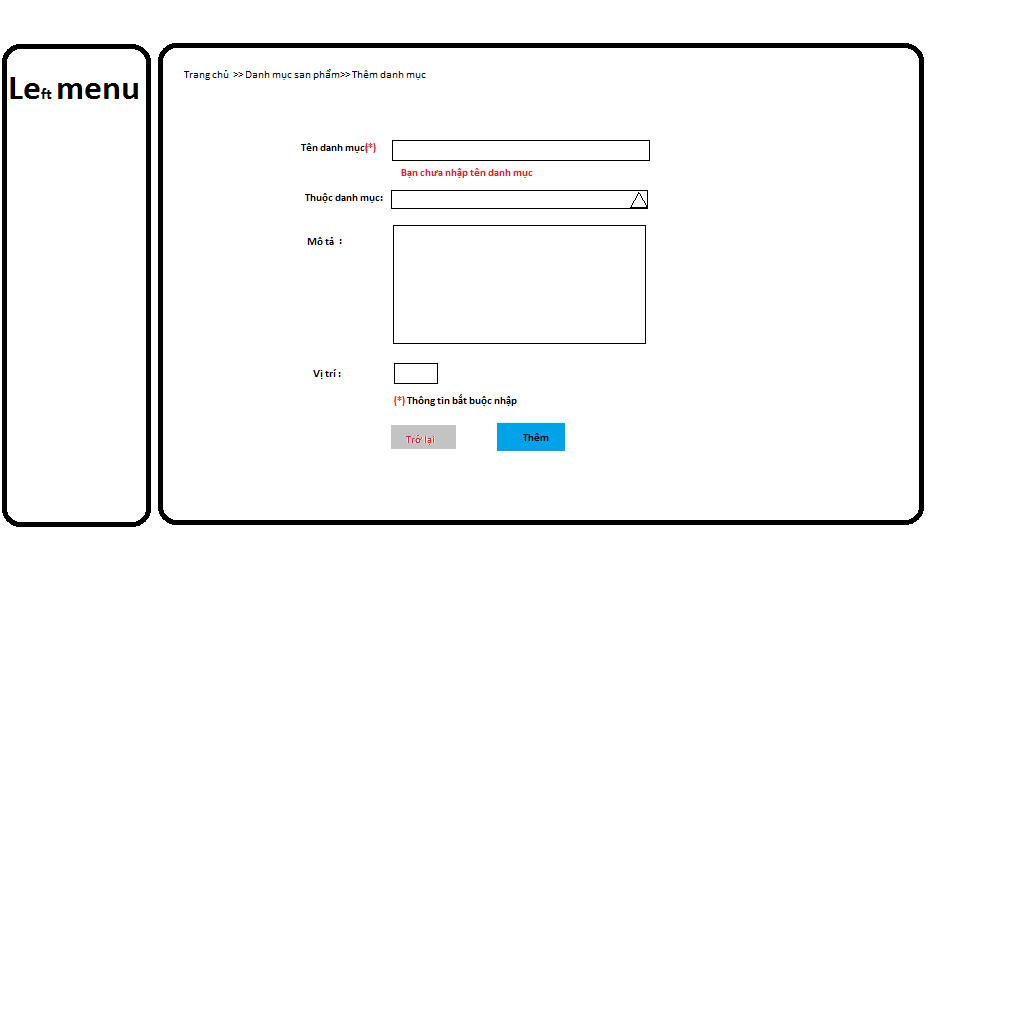 Left menu
Trang chủ >> Danh mục san phẩm>> Thêm danh mục
Tên danh mục:(*)
Bạn chưa nhập tên danh mục
Thuộc danh mục:
Mô tả :
Vị trí :
(*) Thông tin bắt buộc nhập
Trở lại
Thêm